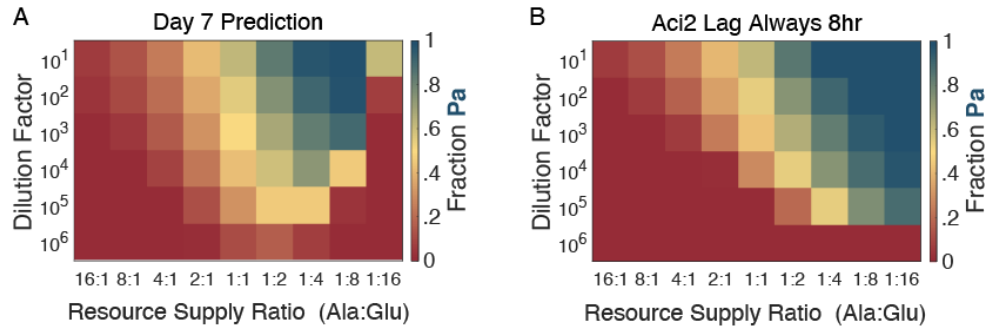 A
Day 7 Prediction
Dilution Factor
10¹
10²
10³
10⁴
10⁵
10⁶
16:1 8:1 4:1 2:1 1:1 1:2 1:4 1:8 1:16
Resource Supply Ratio (Ala:Glu)
1
.8
.6
.4
.2
0
Fraction Pa
B
Aci2 Lag Always 8hr
Dilution Factor
10¹
10²
10³
10⁴
10⁵
10⁶
16:1 8:1 4:1 2:1 1:1 1:2 1:4 1:8 1:16
Resource Supply Ratio (Ala:Glu)
1
.8
.6
.4
.2
0
Fraction Pa